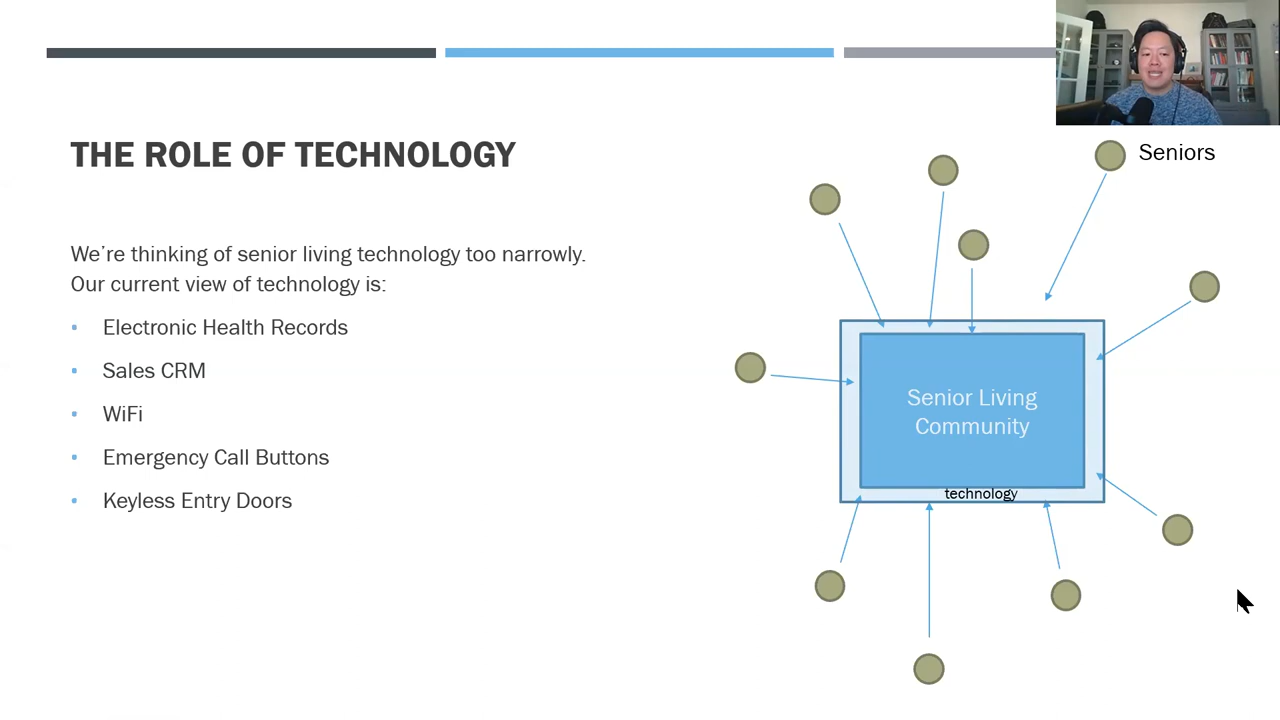 THE ROLE OF TECHNOLOGY
We’re thinking of senior living technology too narrowly.
Our current view of technology is:
• Electronic Health Records
• Sales CRM
• WiFi
• Emergency Call Buttons
• Keyless Entry Doors
Seniors
Senior Living
Community
technology